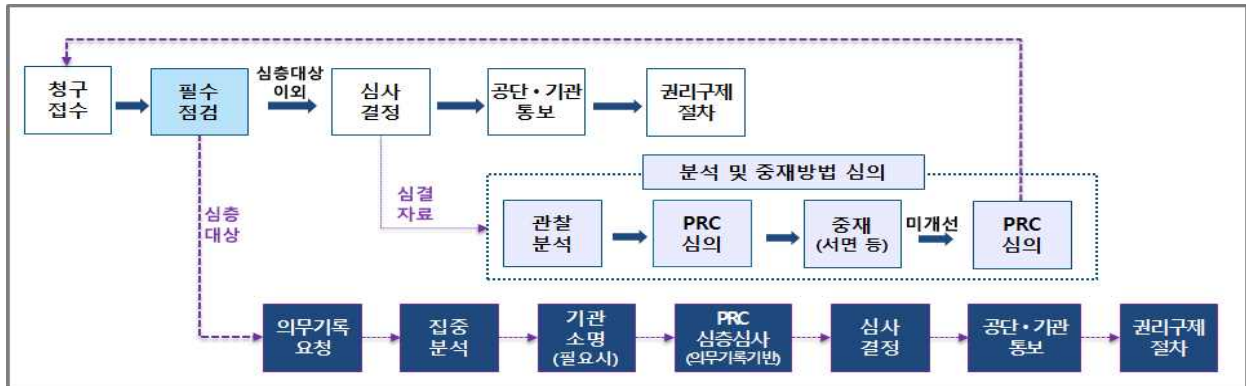 청구
접수
필수
점검
심층대상
이외
심사
결정
공단·기관
통보
권리구제
절차
심층
대상
심결
자료
분석 및 중재방법 심의
관찰
분석
PRC
심의
중재
(서면 등)
미개선
PRC
심의
의무기록
요청
집중
분석
기관
소명
(필요시)
PRC
심층심사
(의무기록기반)
심사
결정
공단·기관
통보
권리구제
절차